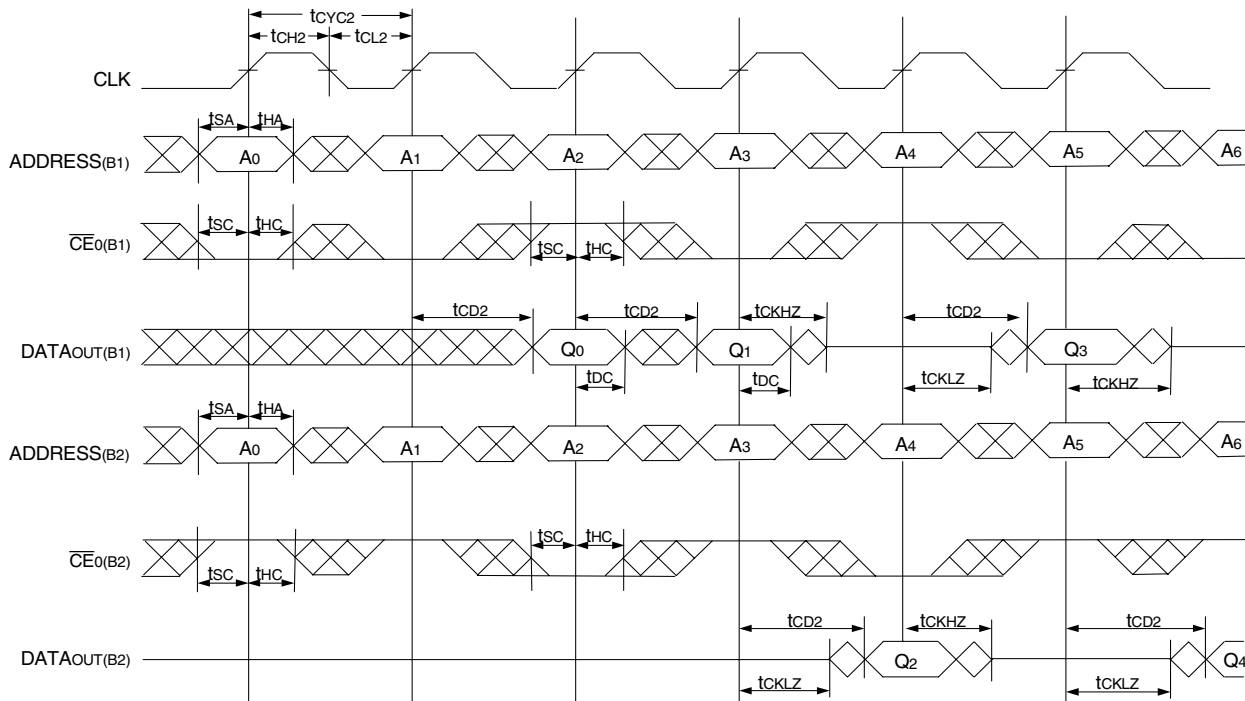 tCYC2
tCH2 tCL2
CLK
tSA tHA
ADDRESS(B1) A0 A1 A2 A3 A4 A5 A6
tSC tHC
CE0(B1)
tSC tHC
tCD2 tCD2 tCKHZ tCD2
DATAOUT(B1) Q0 Q1 Q3
tDC tDC tCKLZ tCKHZ
tSA tHA
ADDRESS(B2) A0 A1 A2 A3 A4 A5 A6
tSC tHC
CE0(B2)
tSC tHC
tCD2 tCKHZ tCD2
DATAOUT(B2) Q2 Q4
tCKLZ tCKLZ